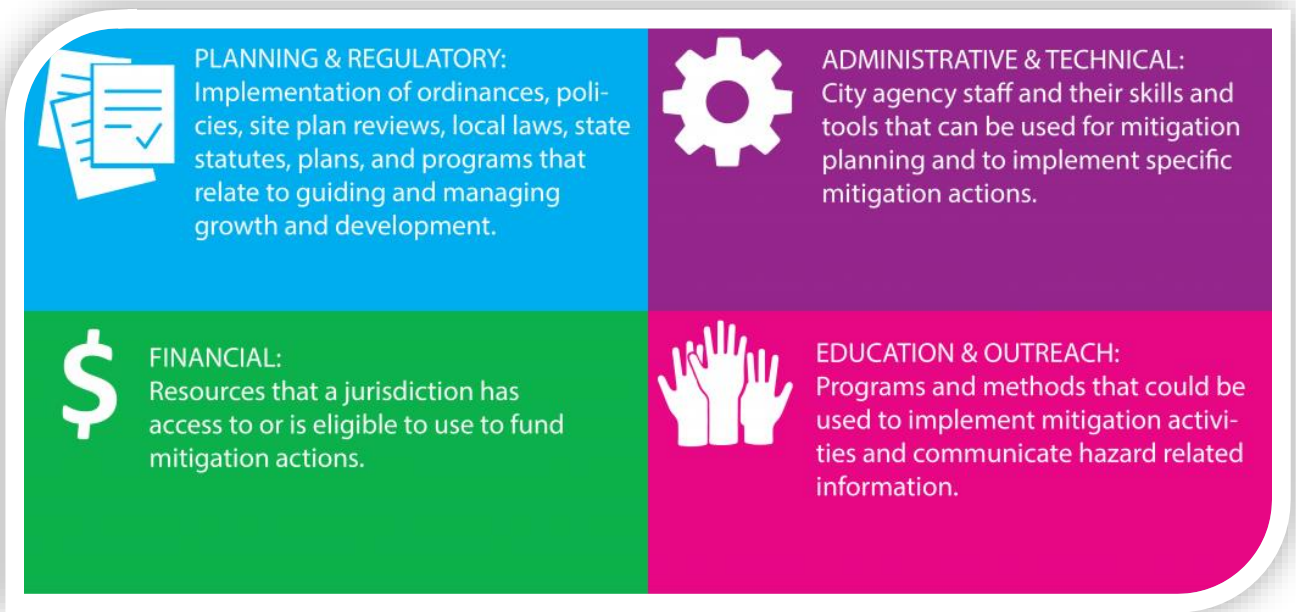 PLANNING & REGULATORY:
Implementation of ordinances, poli-
cies, site plan reviews, local laws, state
statutes, plans, and programs that
relate to guiding and managing
growth and development.
ADMINISTRATIVE & TECHNICAL:
City agency staff and their skills and
tools that can be used for mitigation
planning and to implement specific
mitigation actions.
$
FINANCIAL:
Resources that a jurisdiction has
access to or is eligible to use to fund
mitigation actions.
EDUCATION & OUTREACH:
Programs and methods that could be
used to implement mitigation activi-
ties and communicate hazard related
information.